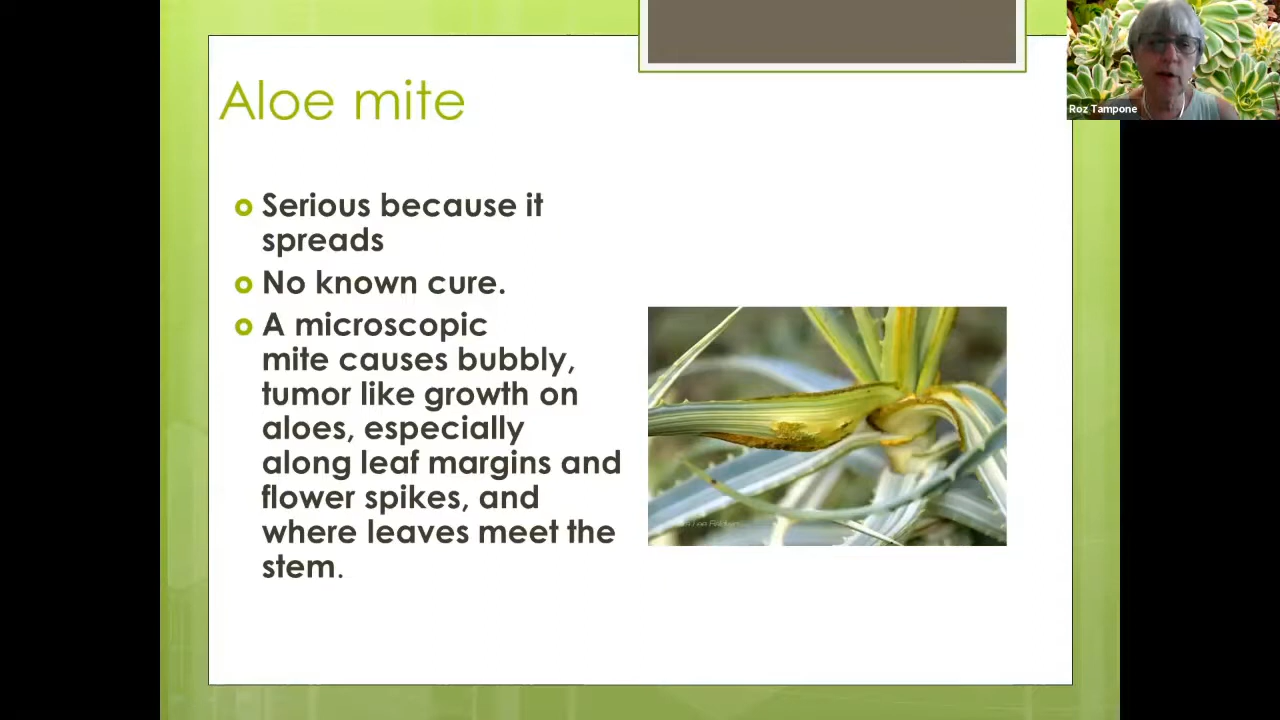 Roz Tampone
Aloe mite
Serious because it
spreads
No known cure.
A microscopic
mite causes bubbly,
tumor like growth on
aloes, especially
along leaf margins and
flower spikes, and
where leaves meet the
stem.